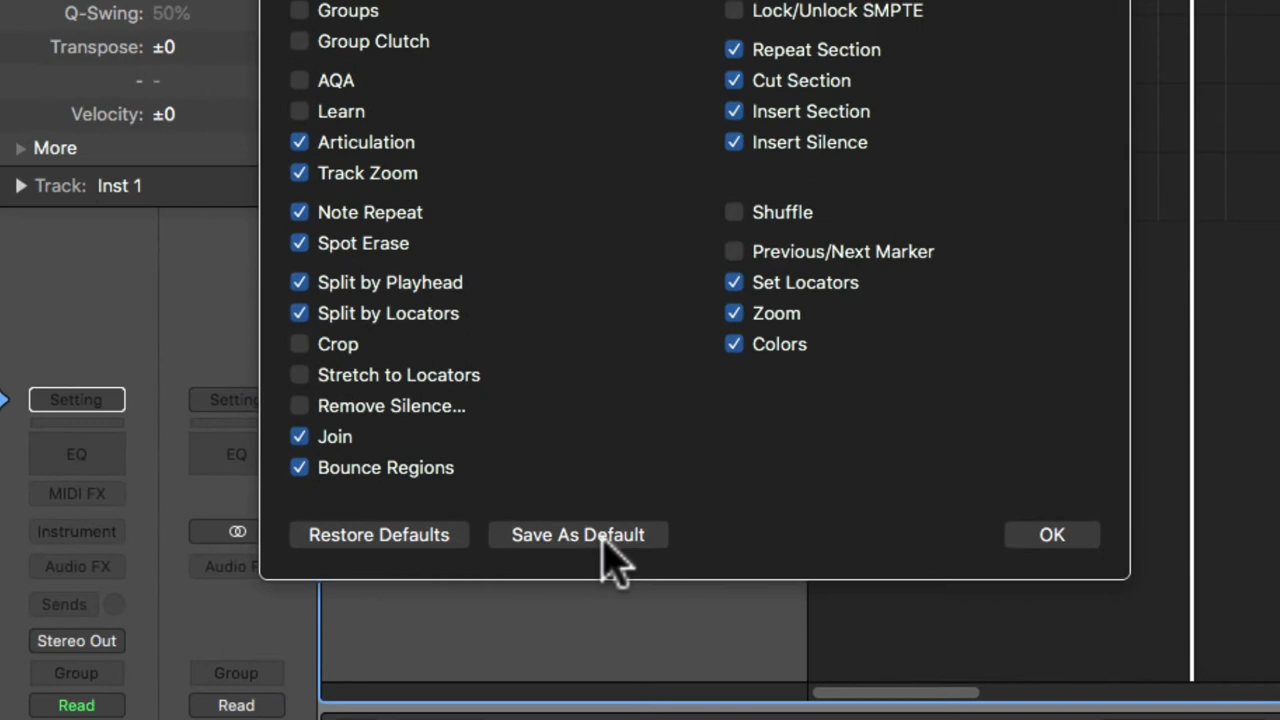 Q-Swing: 50%
Transpose: ±0
- -
Velocity: ±0
More
Track: Inst 1
Groups
Group Clutch
AQA
Learn
Articulation
Track Zoom
Note Repeat
Spot Erase
Split by Playhead
Split by Locators
Crop
Stretch to Locators
Remove Silence...
Join
Bounce Regions
Lock/Unlock SMPTE
Repeat Section
Cut Section
Insert Section
Insert Silence
Shuffle
Previous/Next Marker
Set Locators
Zoom
Colors
Restore Defaults
Save As Default
OK
Setting
EQ
MIDI FX
Instrument
Audio FX
Sends
Stereo Out
Group
Read
Setting
EQ
Audio F
Group
Read